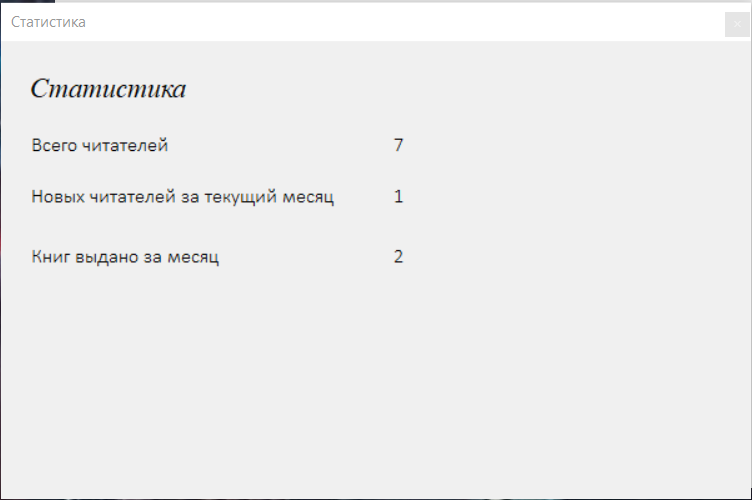 Статистика
Статистика
Всего читателей 7
Новых читателей за текущий месяц 1
Книг выдано за месяц 2